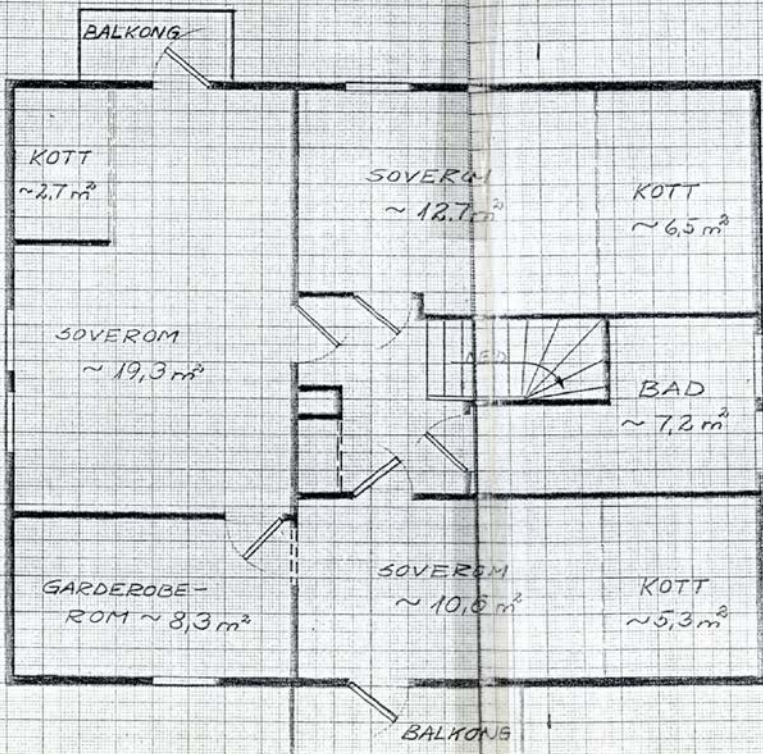 BALKONG
KOTT
~2,7 m²
SOVEROM
~ 12,7 m²
KOTT
~ 6,5 m²
SOVEROM
~ 19,3 m²
NED
BAD
~ 7,2 m²
GARDEROBE-
ROM ~ 8,3 m²
SOVEROM
~ 10,6 m²
KOTT
~5,3 m²
BALKONG